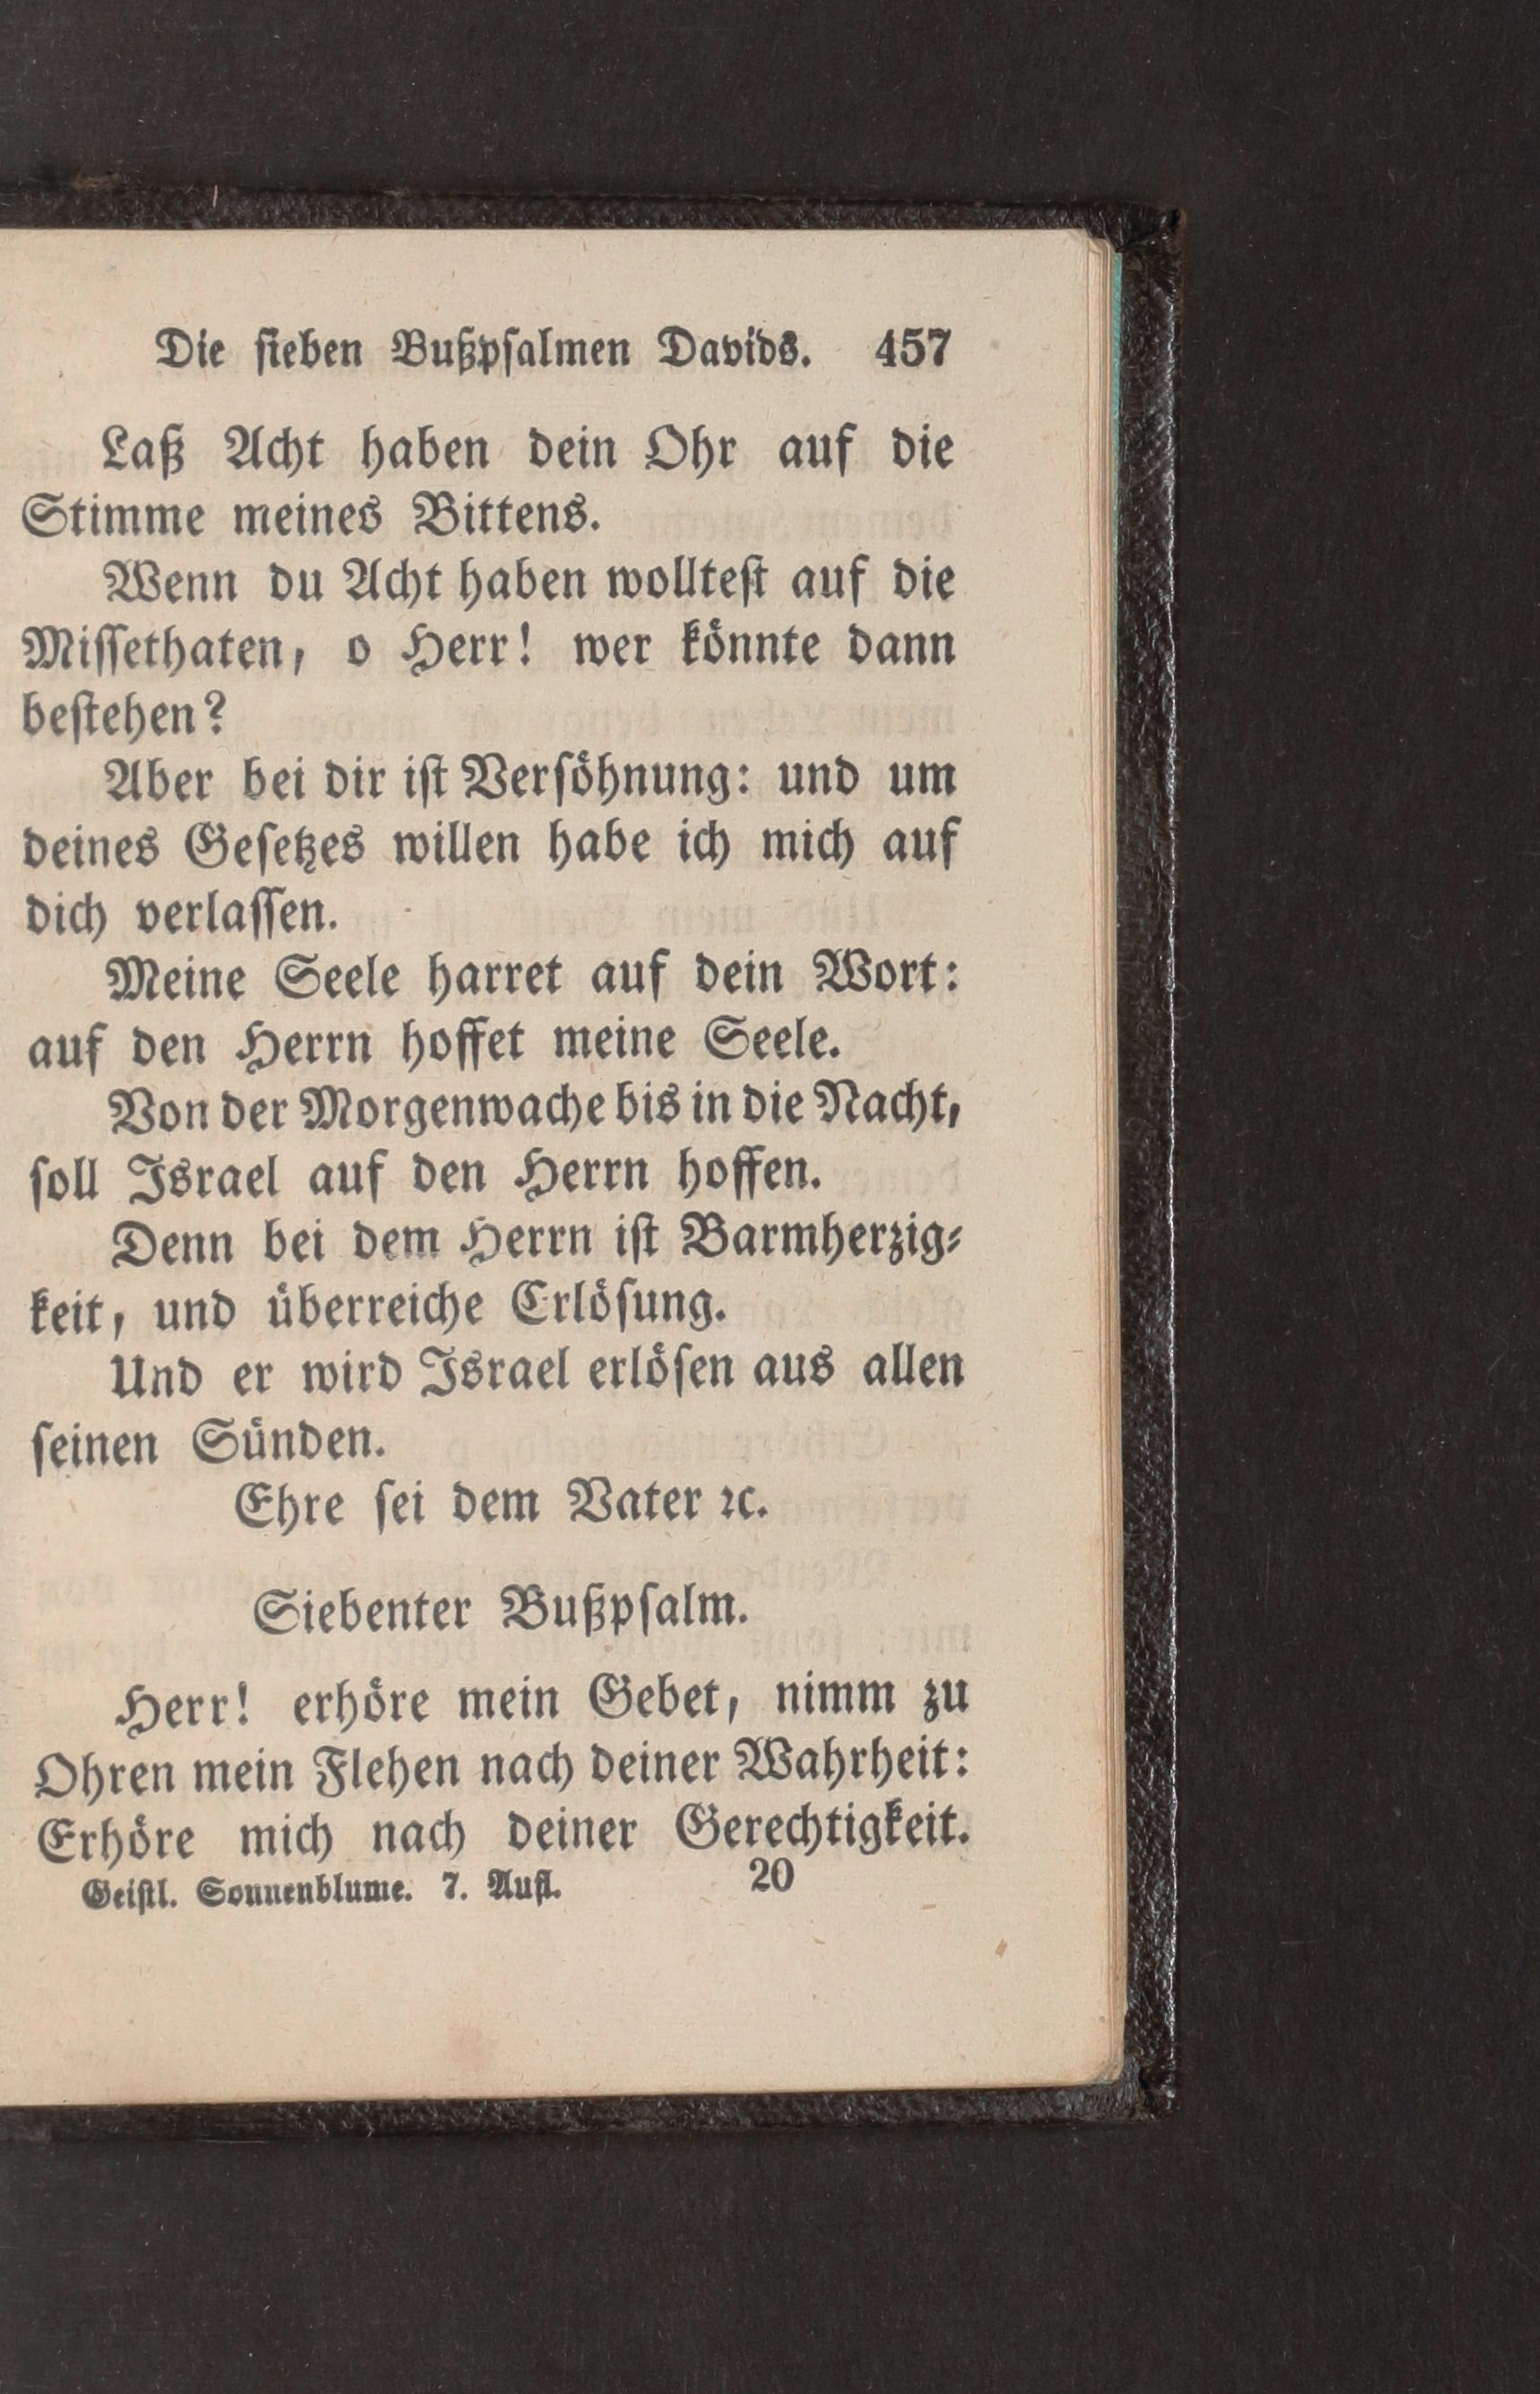 Die ſieben Bußpſalmen Davids. 457
Laß Acht haben dein Ohr auf die
Stimme meines Bittens.
Wenn du Acht haben wollteſt auf die
Miſſethaten, o Herr! wer könnte dann
beſtehen?
Aber bei dir iſt Verſöhnung: und um
deines Geſetzes willen habe ich mich auf
dich verlaſſen.
Meine Seele harret auf dein Wort:
auf den Herrn hoffet meine Seele.
Von der Morgenwache bis in die Nacht,
ſoll Israel auf den Herrn hoffen.
Denn bei dem Herrn iſt Barmherzig⸗
keit, und überreiche Erlöſung.
Und er wird Israel erlöſen aus allen
ſeinen Sünden.
Ehre ſei dem Vater ꝛc.
Siebenter Bußpſalm.
Herr! erhöre mein Gebet, nimm zu
Ohren mein Flehen nach deiner Wahrheit:
Erhöre mich nach deiner Gerechtigkeit.
Geiſtl. Sonnenblume. 7. Aufl. 20